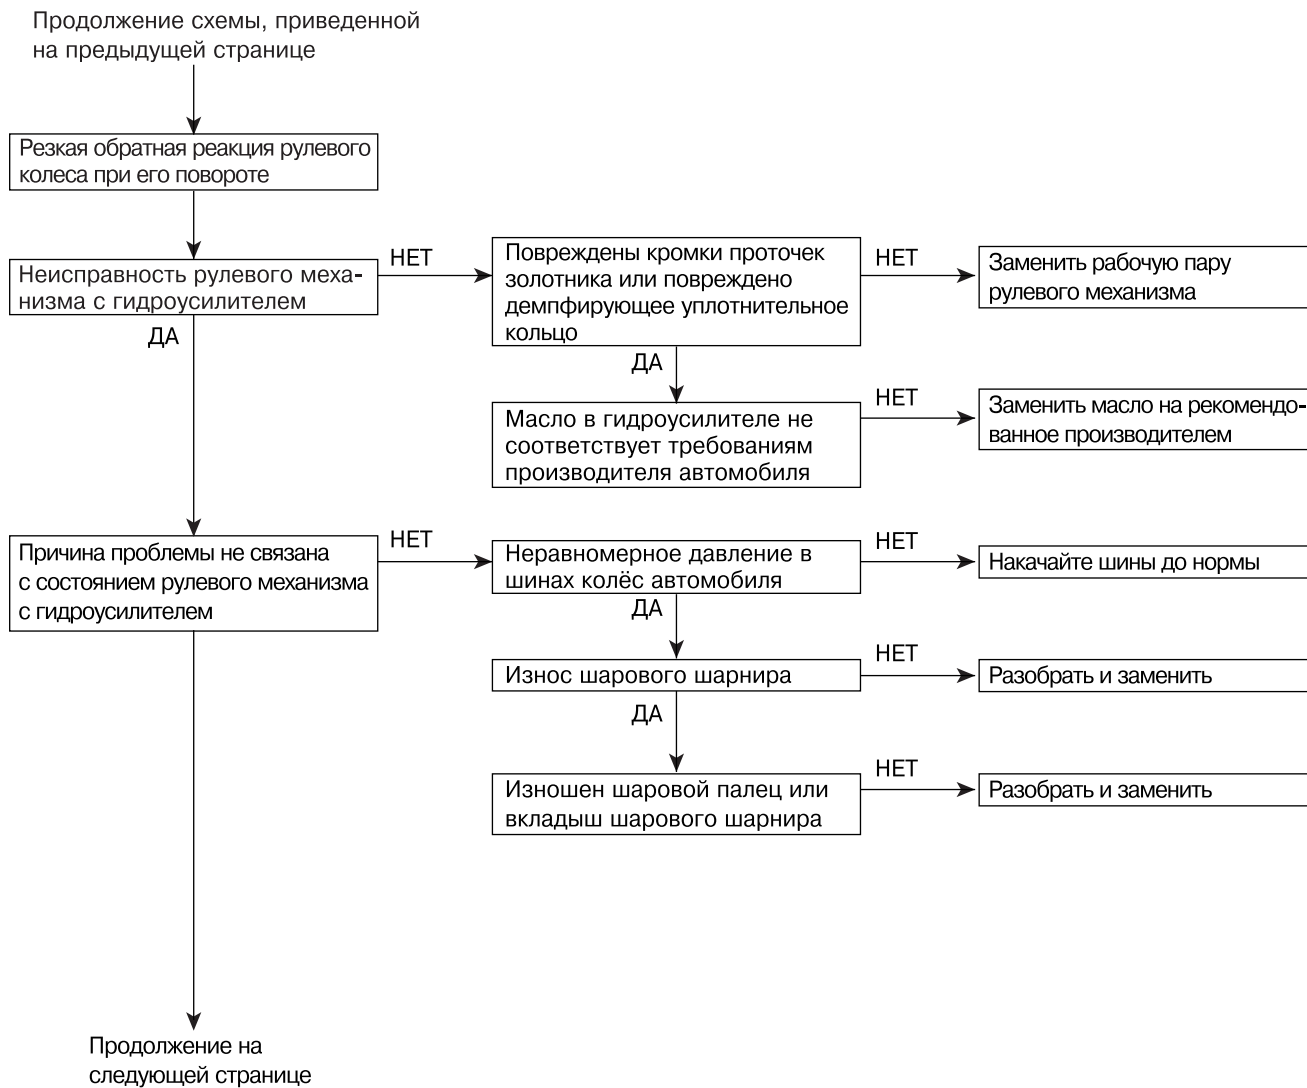 Продолжение схемы, приведенной
на предыдущей странице
Резкая обратная реакция рулевого
колеса при его повороте
Неисправность рулевого меха-
низма с гидроусилителем
НЕТ
Повреждены кромки проточек
золотника или повреждено
демпфирующее уплотнительное
кольцо
НЕТ
Заменить рабочую пару
рулевого механизма
ДА
ДА
Масло в гидроусилителе не
соответствует требованиям
производителя автомобиля
НЕТ
Заменить масло на рекомендо-
ванное производителем
Причина проблемы не связана
с состоянием рулевого механизма
с гидроусилителем
НЕТ
Неравномерное давление в
шинах колёс автомобиля
НЕТ
Накачайте шины до нормы
ДА
Износ шарового шарнира
НЕТ
Разобрать и заменить
ДА
Изношен шаровой палец или
вкладыш шарового шарнира
НЕТ
Разобрать и заменить
Продолжение на
следующей странице